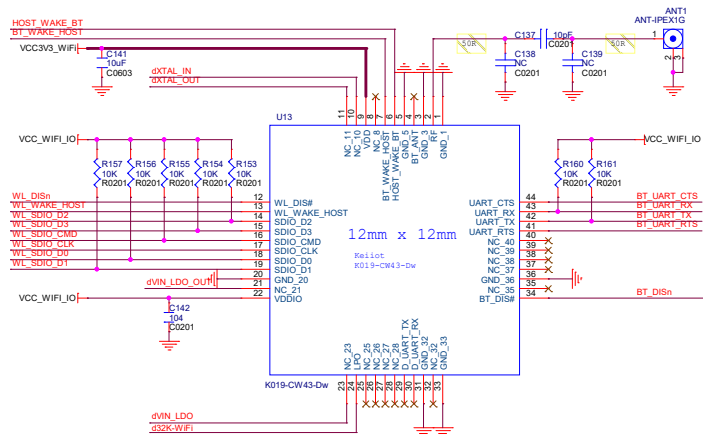 HOST_WAKE_BT
BT_WAKE_HOST
VCC3V3_WiFi
C141
10uF
C0603
dXTAL_IN
dXTAL_OUT
50R
C137
10pF
C0201
C138
NC
C0201
C139
NC
C0201
50R
ANT1
ANT-IPEX1G
1
2
3
11
10
9
8
7
6
5
4
3
2
1
U13
NC_11
NC_10
VDD
NC_8
BT_WAKE_HOST
HOST_WAKE_BT
GND_5
BT_ANT
GND_3
RF
GND_1
VCC_WIFI_IO
R157
10K
R0201
R156
10K
R0201
R155
10K
R0201
R154
10K
R0201
R153
10K
R0201
VCC_WIFI_IO
R160
10K
R0201
R161
10K
R0201
WL_DISn
WL_WAKE_HOST
WL_SDIO_D2
WL_SDIO_D3
WL_SDIO_CMD
WL_SDIO_CLK
WL_SDIO_D0
WL_SDIO_D1
dVIN_LDO_OUT
VCC_WIFI_IO
12
13
14
15
16
17
18
19
20
21
22
WL_DIS#
WL_WAKE_HOST
SDIO_D2
SDIO_D3
SDIO_CMD
SDIO_CLK
SDIO_D0
SDIO_D1
GND_20
NC_21
VDDIO
12mm x 12mm
Keiiot
K019-CW43-Dw
UART_CTS
UART_RX
UART_TX
UART_RTS
NC_40
NC_39
NC_38
NC_37
GND_36
NC_35
BT_DIS#
44
43
42
41
40
39
38
37
36
35
34
BT_UART_CTS
BT_UART_RX
BT_UART_TX
BT_UART_RTS
BT_DISn
C142
104
C0201
NC_23
LPO
NC_25
NC_26
NC_27
NC_28
D_UART_TX
D_UART_RX
GND_32
NC_32
GND_33
K019-CW43-Dw
23
24
25
26
27
28
29
30
31
32
33
dVIN_LDO
d32K-WiFi